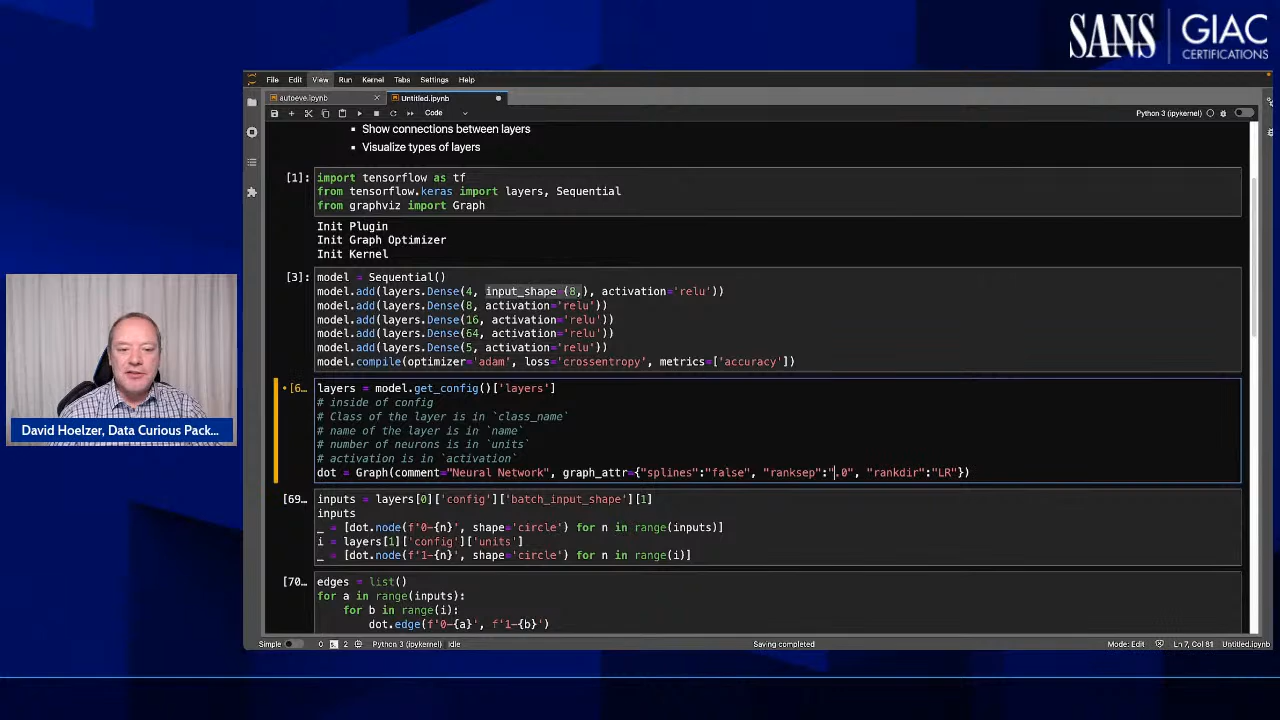 SANS
GIAC
CERTIFICATIONS
File Edit View Run Kernel Tabs Settings Help
autoeve.ipynb
Untitled.ipynb
Code
Python 3 (ipykernel)
Show connections between layers
Visualize types of layers
[1]:
import tensorflow as tf
from tensorflow.keras import layers, Sequential
from graphviz import Graph
Init Plugin
Init Graph Optimizer
Init Kernel
[3]:
model = Sequential()
model.add(layers.Dense(4, input_shape=(8,), activation='relu'))
model.add(layers.Dense(8, activation='relu'))
model.add(layers.Dense(16, activation='relu'))
model.add(layers.Dense(64, activation='relu'))
model.add(layers.Dense(5, activation='relu'))
model.compile(optimizer='adam', loss='crossentropy', metrics=['accuracy'])
[6…
layers = model.get_config()['layers']
# inside of config
# Class of the layer is in `class_name`
# name of the layer is in `name`
# number of neurons is in `units`
# activation is in `activation`
dot = Graph(comment="Neural Network", graph_attr={"splines":"false", "ranksep":".0", "rankdir":"LR"})
[69…
inputs = layers[0]['config']['batch_input_shape'][1]
inputs
_ = [dot.node(f'0-{n}', shape='circle') for n in range(inputs)]
i = layers[1]['config']['units']
_ = [dot.node(f'1-{n}', shape='circle') for n in range(i)]
[70…
edges = list()
for a in range(inputs):
for b in range(i):
dot.edge(f'0-{a}', f'1-{b}')
Simple
0
2
Python 3 (ipykernel) Idle
Saving completed
Mode: Edit
Ln 7, Col 81
Untitled.ipynb
David Hoelzer, Data Curious Pack...